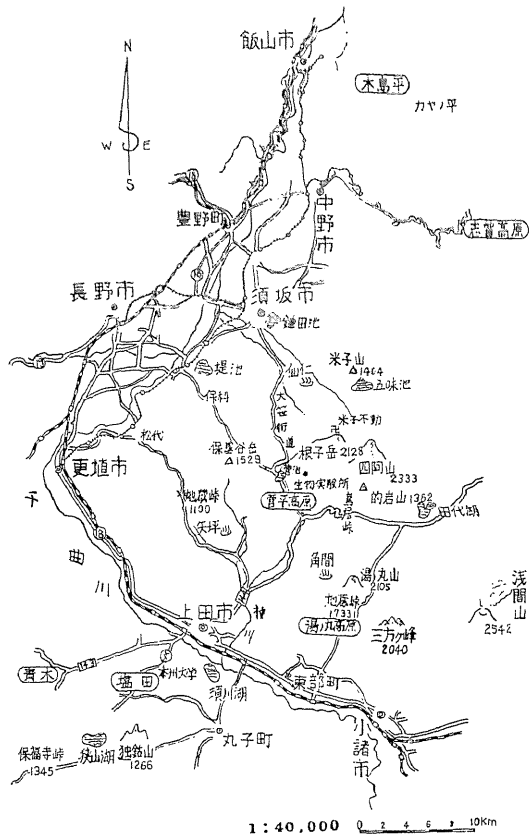 飯山市
木島平
カヤノ平
N
W E
S
豊野町
中野市
志賀高原
18
長野市
須坂市
鎌田池
堤池
仙仁
米子山
△1404
五味池
保科
大笹街道
米子不動
卍
松代
保基谷岳
△1529
根子岳 2128
四阿山
2333
更埴市
生物実験所
菅平高原
鳥居峠
的岩山 1362
田代湖
地蔵峠
1100
矢坪山
千曲川
角間
湯ノ丸山
2105
地蔵峠
1733
湯ノ丸高原
三方ヶ峰
2040
浅間山
2542
上田市
神川
青木
143
塩田
本州大学
須川湖
東部町
小諸市
丸子町
保福寺峠
1345
独鈷山
1266
1:40,000
0 2 4 6 8 10Km